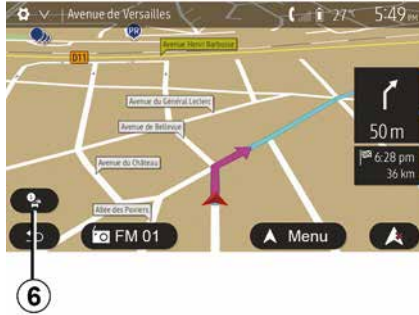 Avenue de Versailles
27°c
5:49 pm
PR
D11
Avenue Henri Barbusse
Avenue du Général Leclerc
Avenue de Bellevue
Avenue du Château
Allée des Poiriers
50 m
6:28 pm
36 km
FM 01
Menu
6